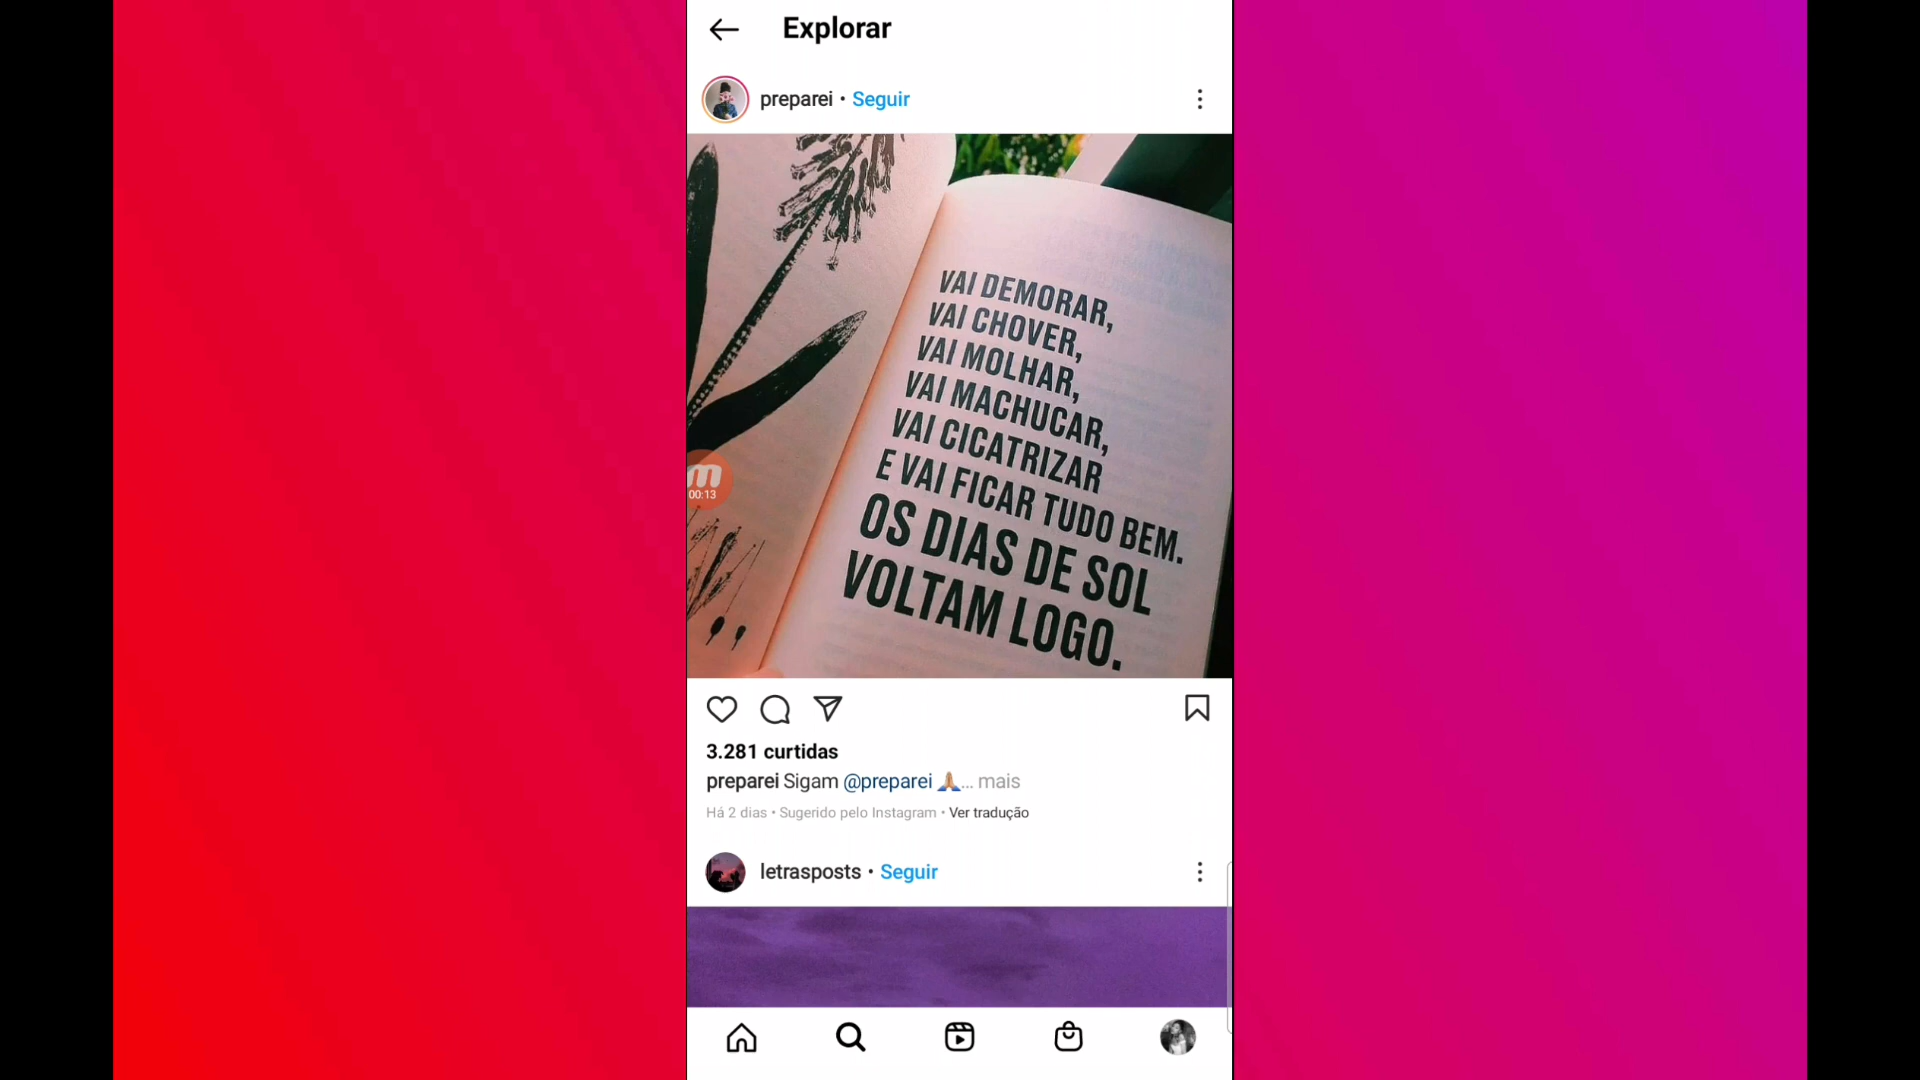 Explorar
preparei • Seguir
VAI DEMORAR,
VAI CHOVER,
VAI MOLHAR,
VAI MACHUCAR,
VAI CICATRIZAR
E VAI FICAR TUDO BEM.
OS DIAS DE SOL
VOLTAM LOGO.
m
00:13
3.281 curtidas
preparei Sigam @preparei 🙏🏼... mais
Há 2 dias • Sugerido pelo Instagram • Ver tradução
letrasposts • Seguir